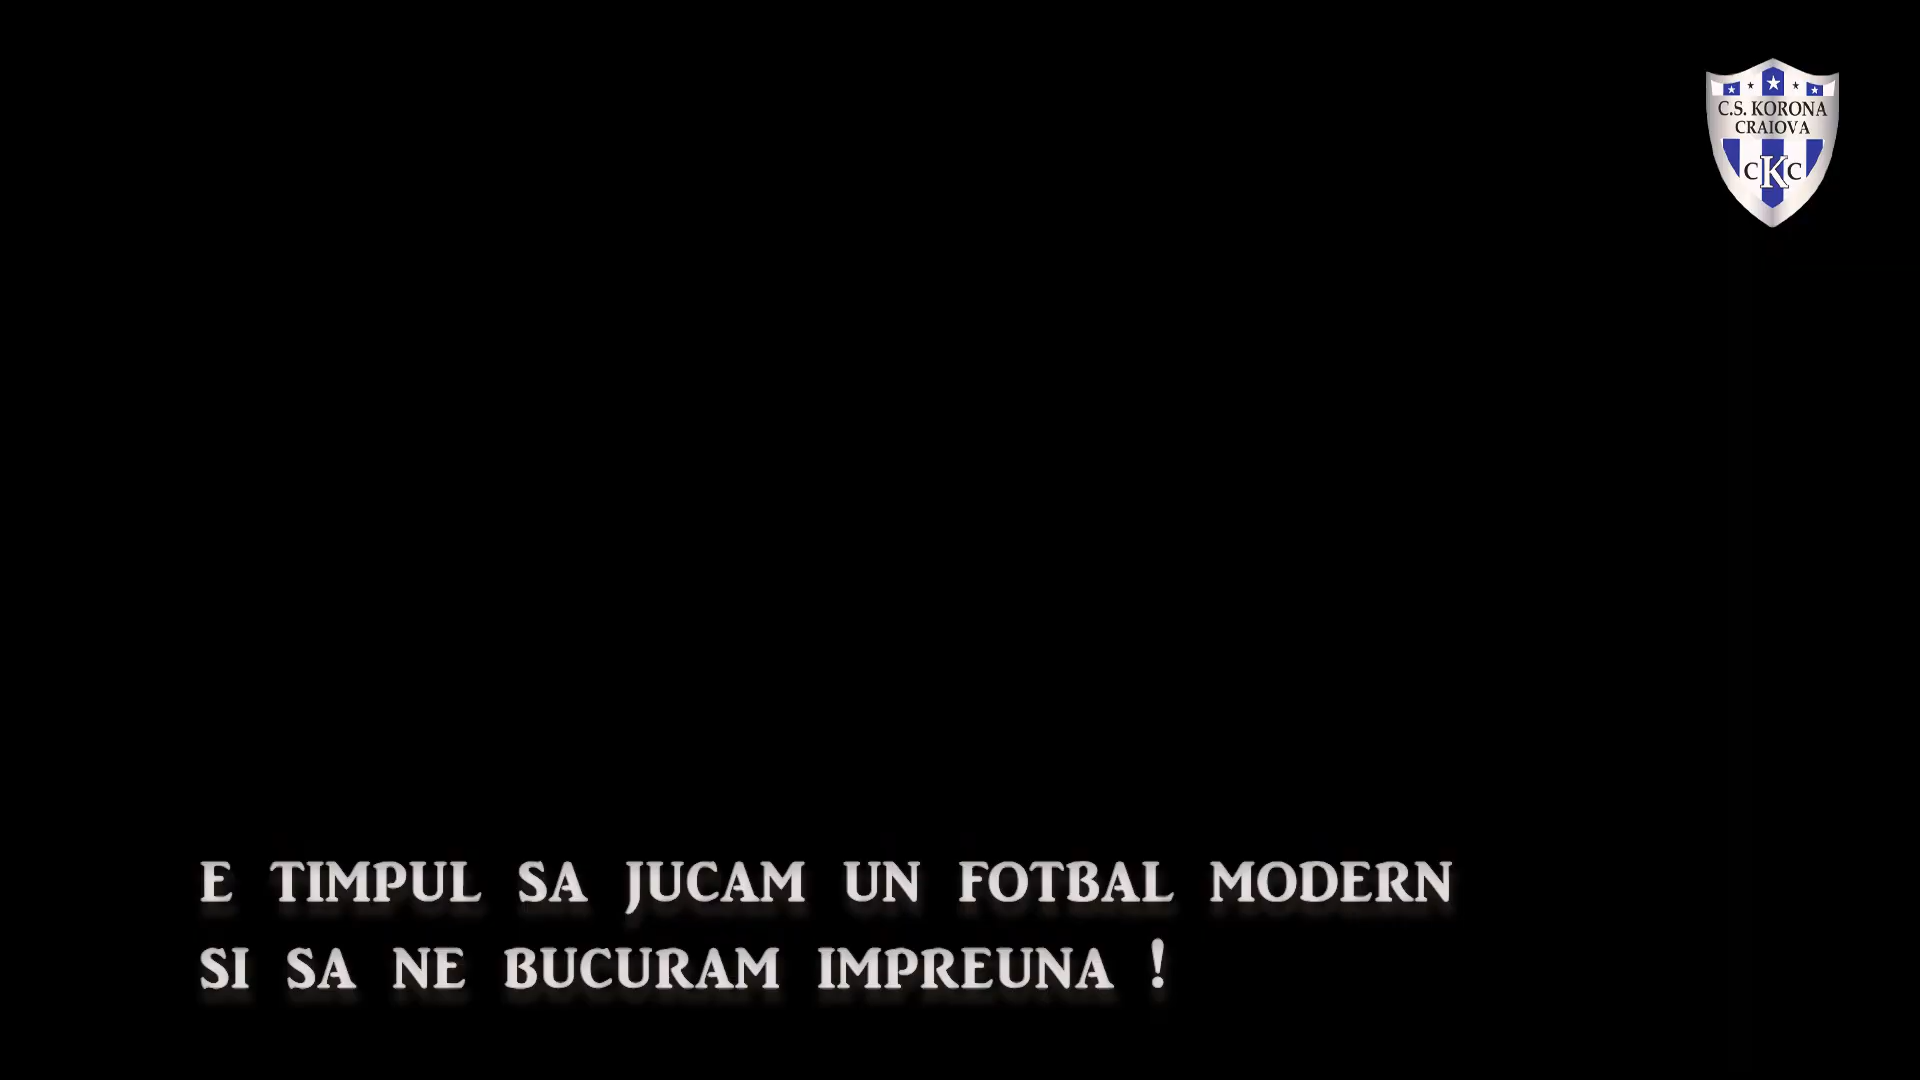 C.S. KORONA
CRAIOVA
CKC
E TIMPUL SA JUCAM UN FOTBAL MODERN
SI SA NE BUCURAM IMPREUNA !